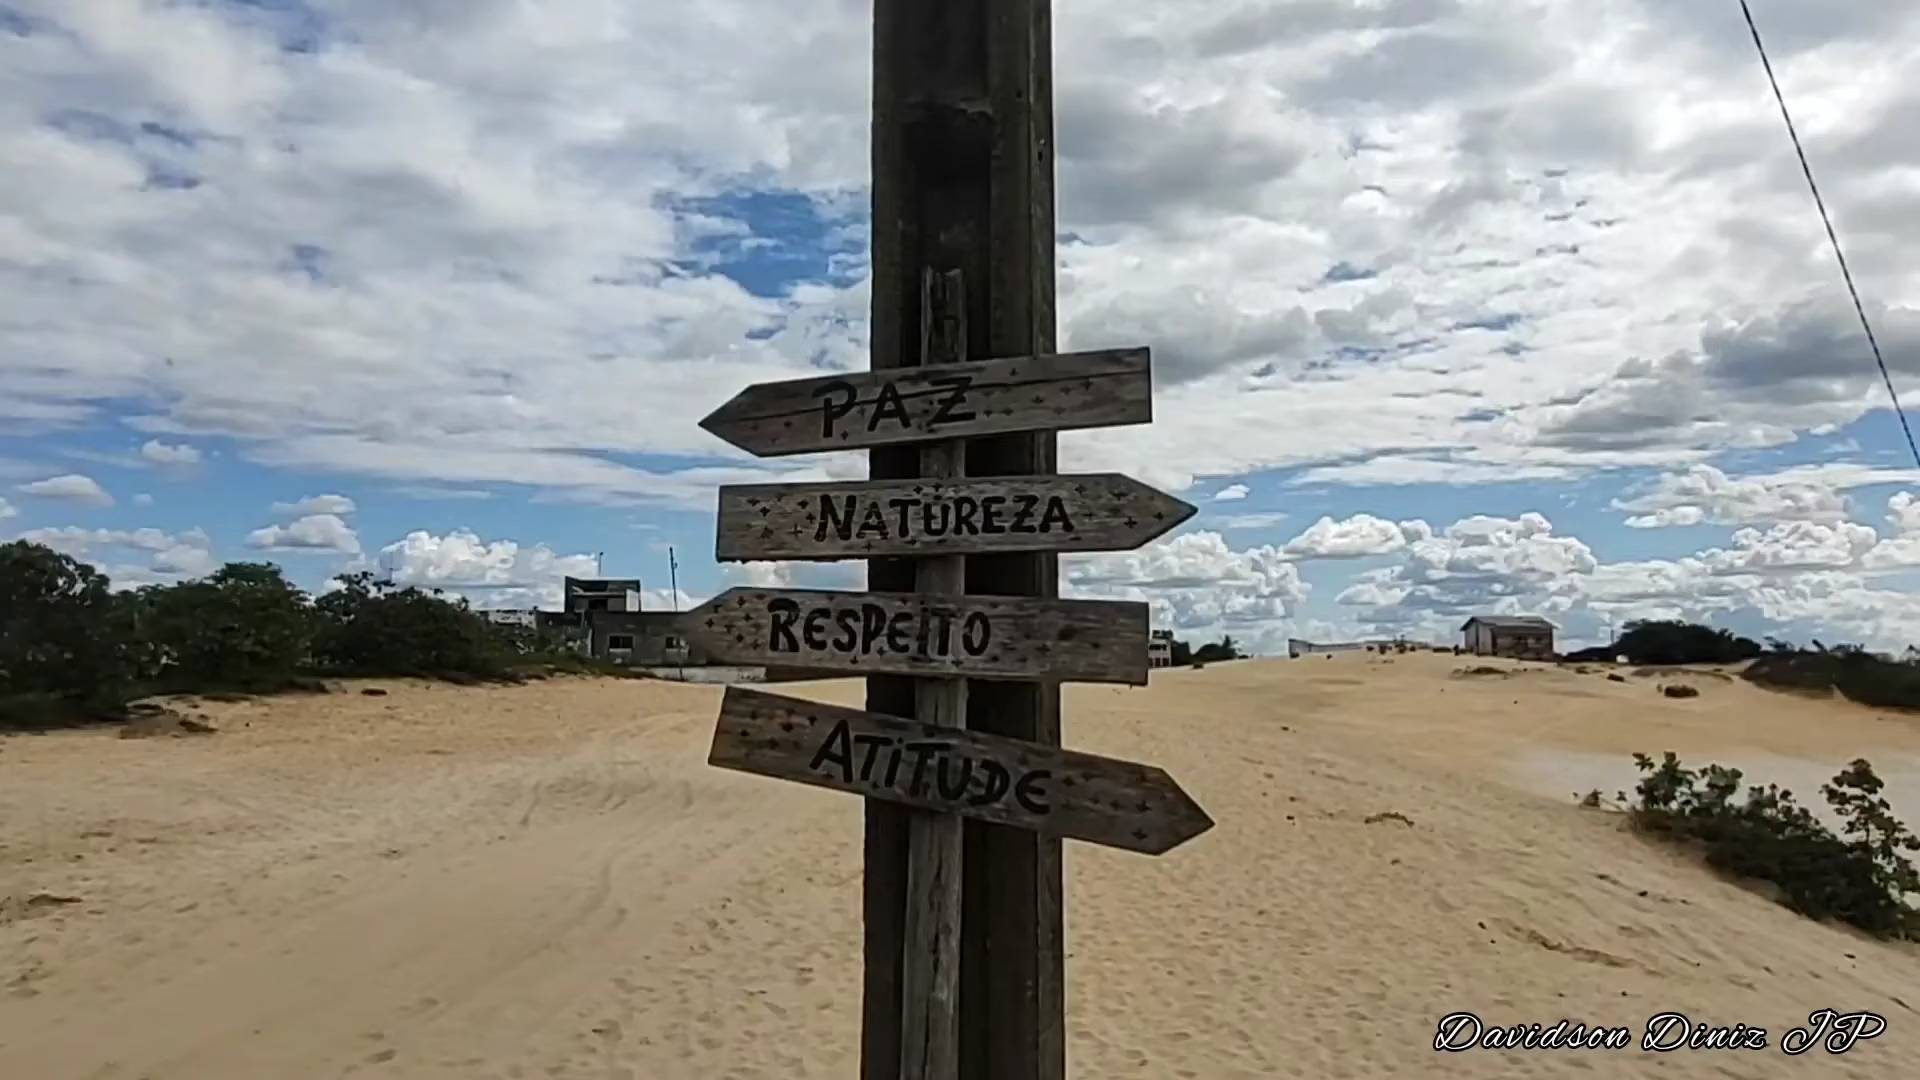 PAZ
NATUREZA
RESPEITO
ATITUDE
Davidson Diniz JP